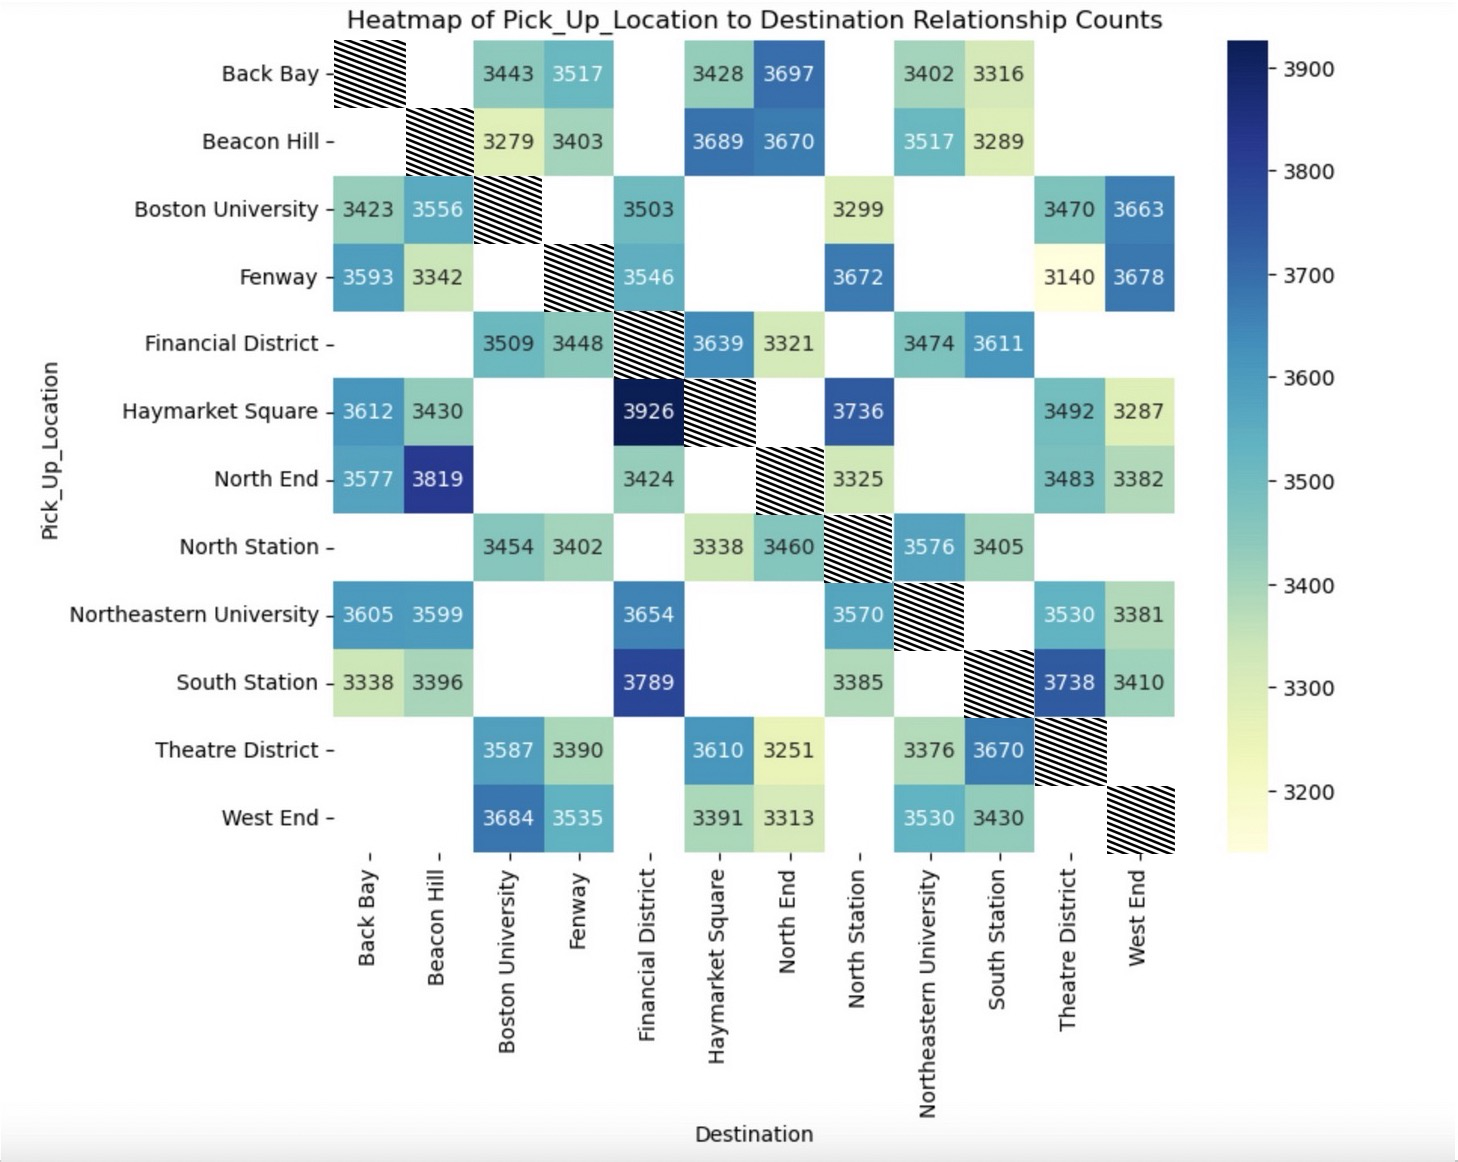 Heatmap of Pick_Up_Location to Destination Relationship Counts
Back Bay 3443 3517 3428 3697 3402 3316
Beacon Hill 3279 3403 3689 3670 3517 3289
Boston University 3423 3556 3503 3299 3470 3663
Fenway 3593 3342 3546 3672 3140 3678
Financial District 3509 3448 3639 3321 3474 3611
Haymarket Square 3612 3430 3926 3736 3492 3287
North End 3577 3819 3424 3325 3483 3382
North Station 3454 3402 3338 3460 3576 3405
Northeastern University 3605 3599 3654 3570 3530 3381
South Station 3338 3396 3789 3385 3738 3410
Theatre District 3587 3390 3610 3251 3376 3670
West End 3684 3535 3391 3313 3530 3430
Pick_Up_Location
Back Bay
Beacon Hill
Boston University
Fenway
Financial District
Haymarket Square
North End
North Station
Northeastern University
South Station
Theatre District
West End
Destination
3900
3800
3700
3600
3500
3400
3300
3200